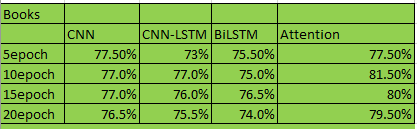 Books
CNN CNN-LSTM BiLSTM Attention
5epoch 77.50% 73% 75.50% 77.50%
10epoch 77.0% 77.0% 75.0% 81.50%
15epoch 77.0% 76.0% 76.5% 80%
20epoch 76.5% 75.5% 74.0% 79.50%